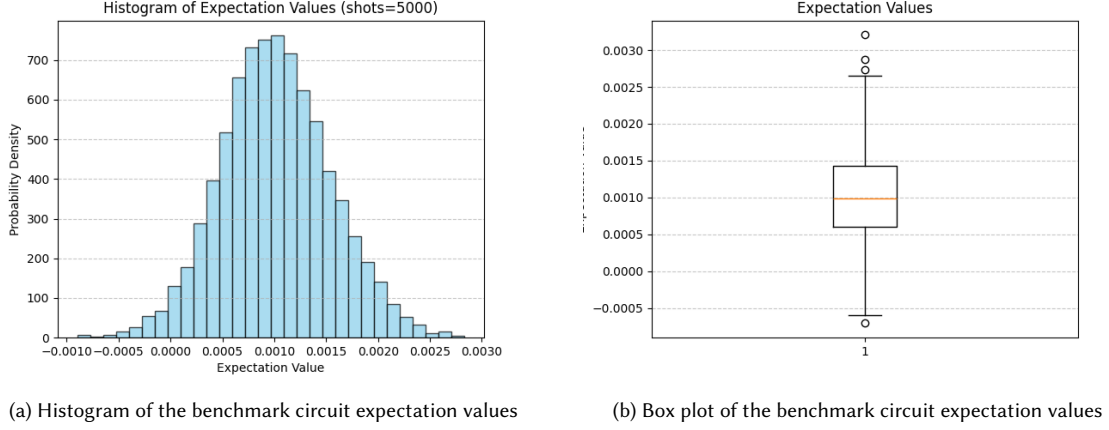 Histogram of Expectation Values (shots=5000)
700
600
500
400
300
200
100
0
Probability Density
−0.0010 −0.0005 0.0000 0.0005 0.0010 0.0015 0.0020 0.0025 0.0030
Expectation Value
(a) Histogram of the benchmark circuit expectation values
Expectation Values
0.0030
0.0025
0.0020
0.0015
0.0010
0.0005
0.0000
−0.0005
1
(b) Box plot of the benchmark circuit expectation values